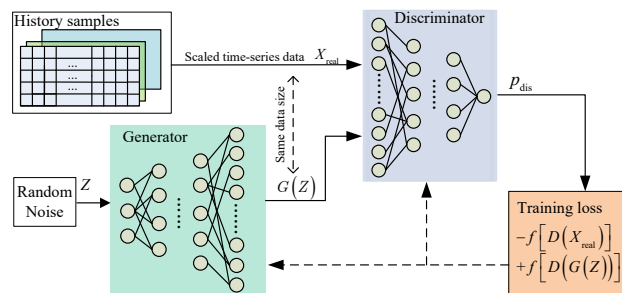 History samples
...
...
...
Scaled time-series data X_real
Discriminator
p_dis
Same data size
Generator
G(Z)
Random
Noise
Z
Training loss
−f[D(X_real)]
+f[D(G(Z))]